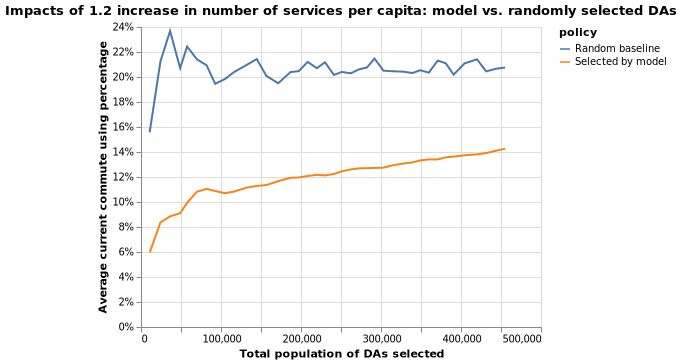 Impacts of 1.2 increase in number of services per capita: model vs. randomly selected DAs
policy
Random baseline
Selected by model
Average current commute using percentage
24%
22%
20%
18%
16%
14%
12%
10%
8%
6%
4%
2%
0%
0 100,000 200,000 300,000 400,000 500,000
Total population of DAs selected